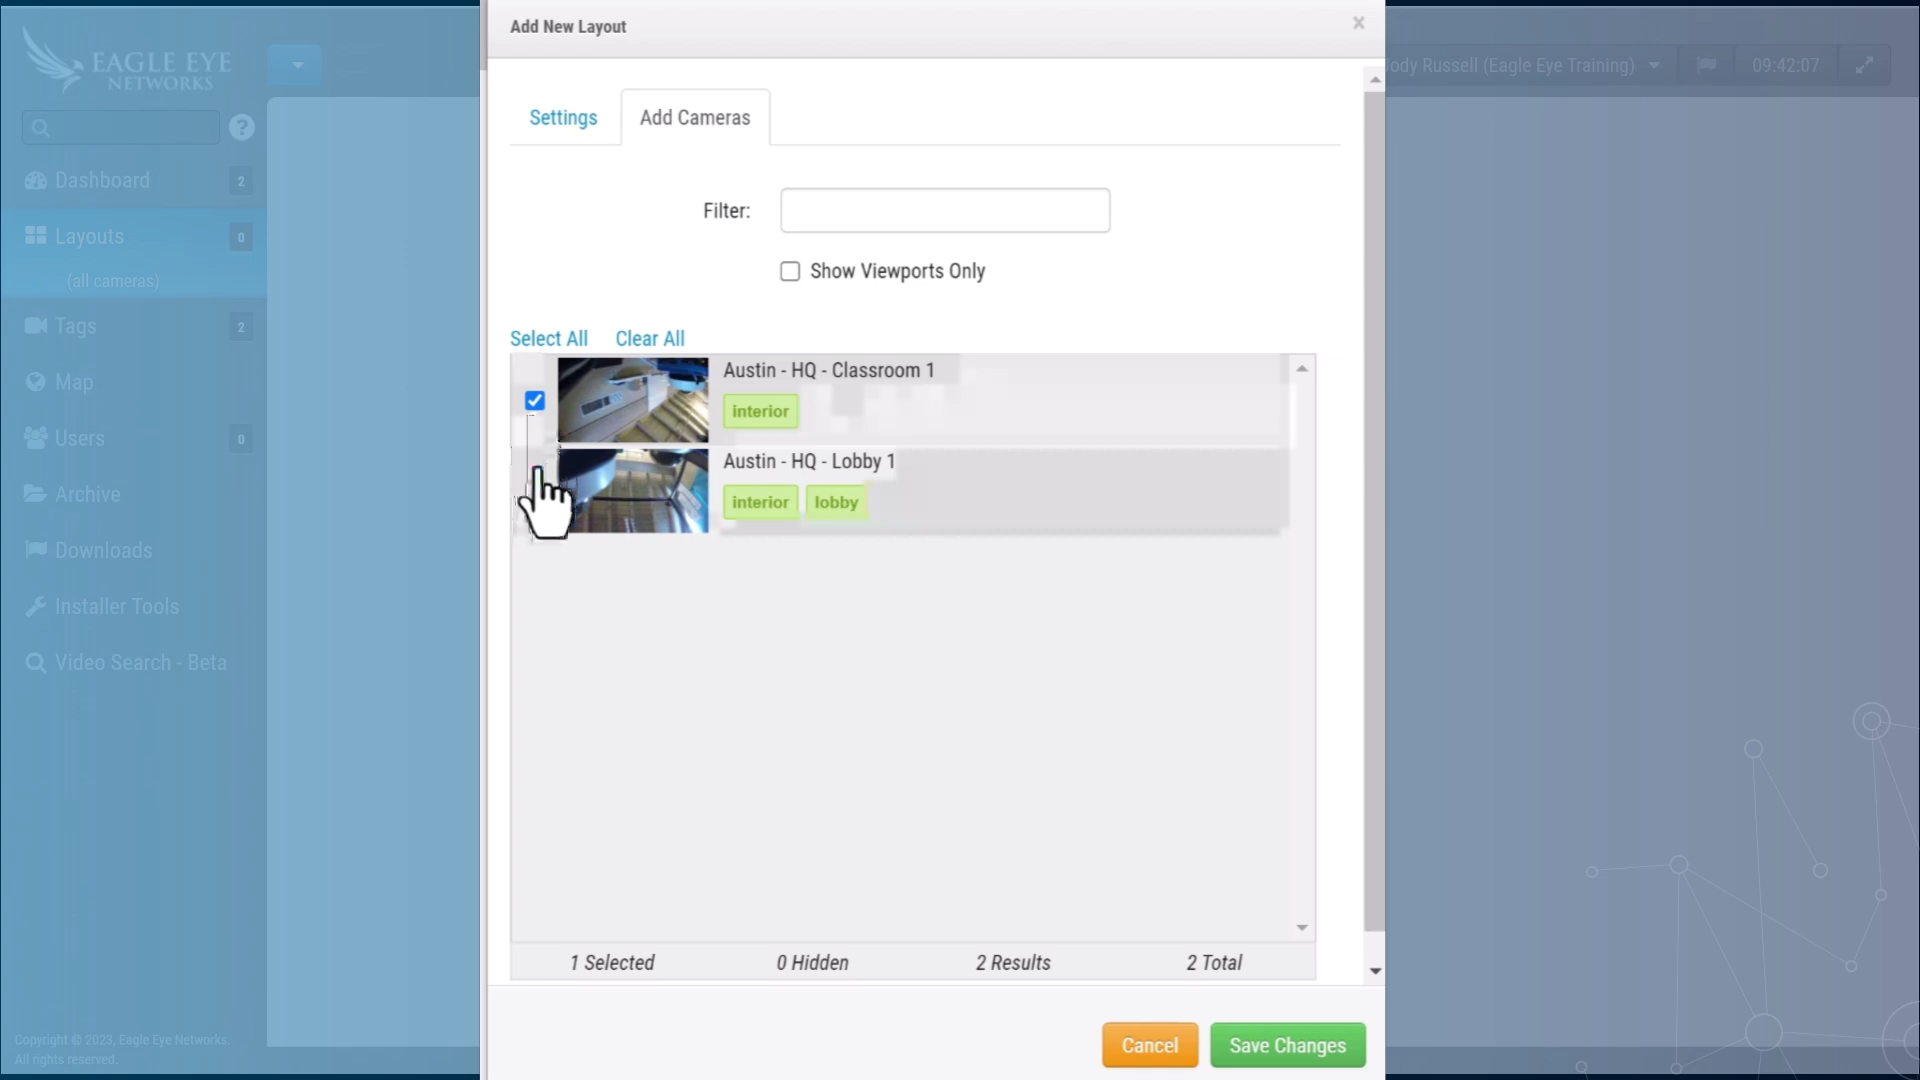 Add New Layout
×
EAGLE EYE
NETWORKS
ody Russell (Eagle Eye Training)
09:42:07
?
Settings
Add Cameras
Dashboard 2
Layouts 0
(all cameras)
Tags 2
Map
Users 0
Archive
Downloads
Installer Tools
Video Search - Beta
Filter:
Show Viewports Only
Select All
Clear All
Austin - HQ - Classroom 1
interior
Austin - HQ - Lobby 1
interior lobby
1 Selected
0 Hidden
2 Results
2 Total
Cancel
Save Changes
Copyright © 2023, Eagle Eye Networks.
All rights reserved.